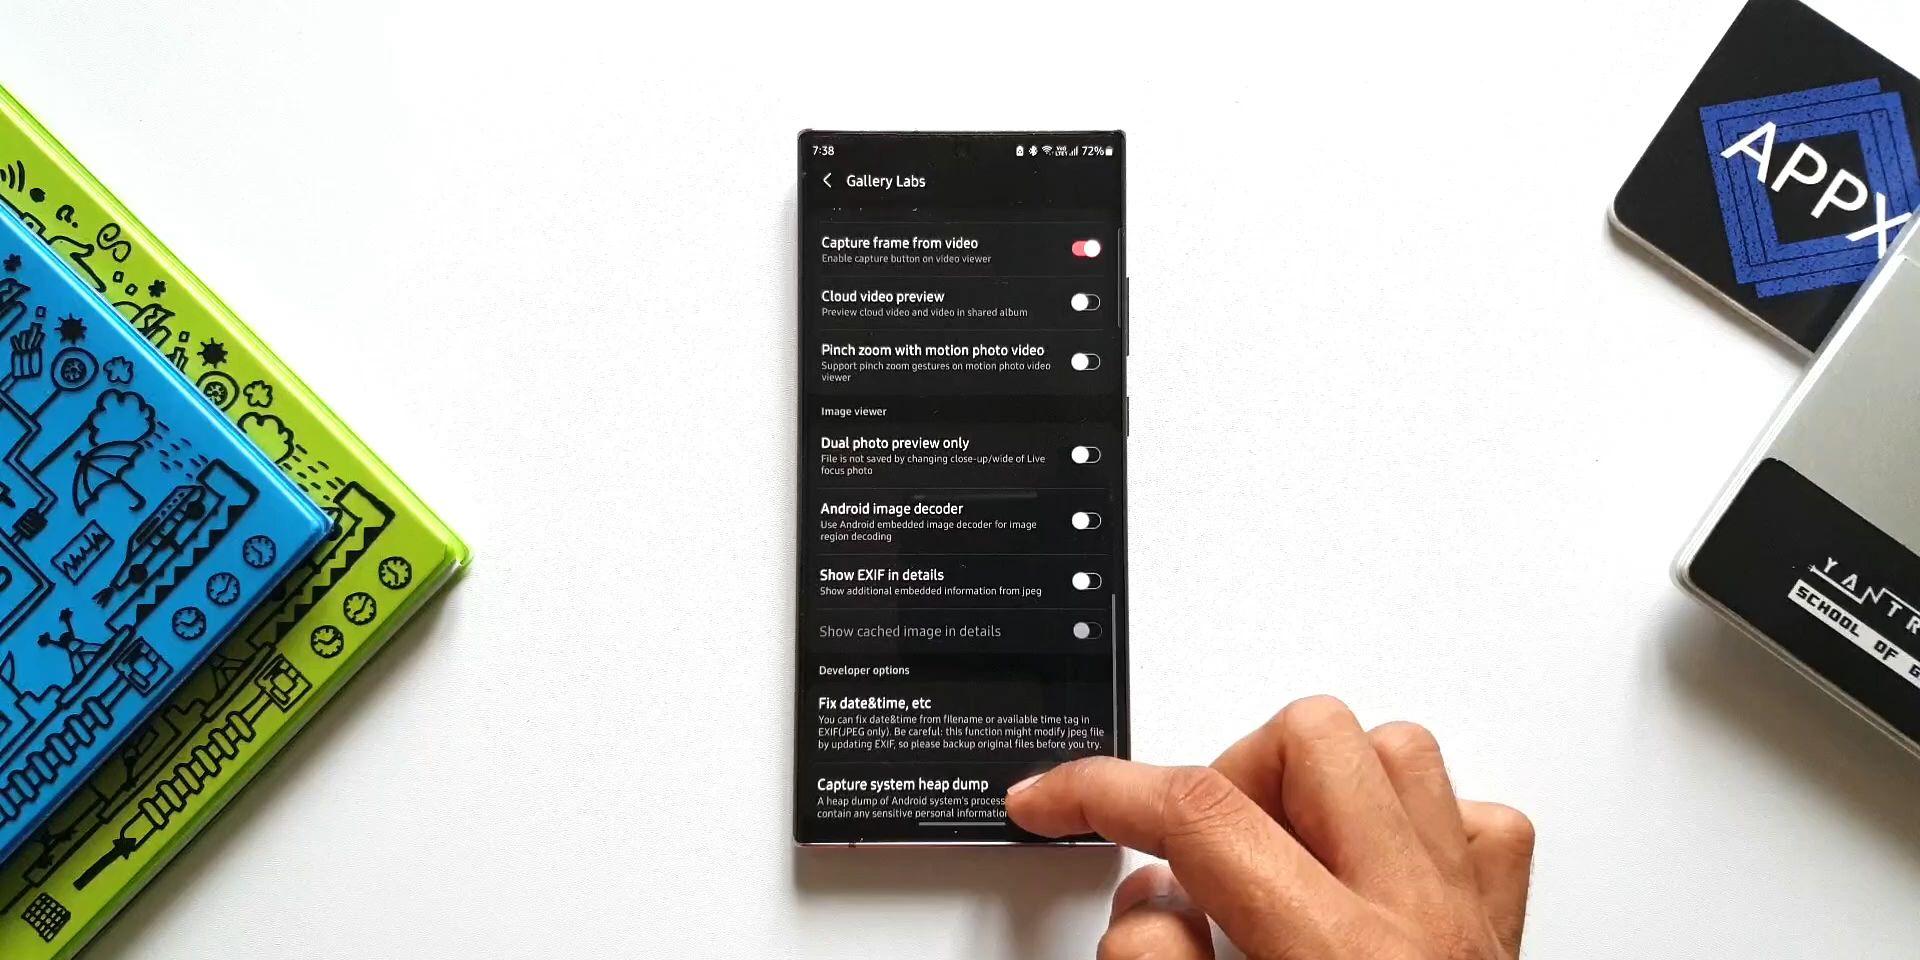 7:38
72%
Gallery Labs
Capture frame from video
Enable capture button on video viewer
Cloud video preview
Preview cloud video and video in shared album
Pinch zoom with motion photo video
Support pinch zoom gestures on motion photo video
viewer
Image viewer
Dual photo preview only
File is not saved by changing close-up/wide of Live
focus photo
Android image decoder
Use Android embedded image decoder for image
region decoding
Show EXIF in details
Show additional embedded information from jpeg
Show cached image in details
Developer options
Fix date&time, etc
You can fix date&time from filename or available time tag in
EXIF(JPEG only). Be careful: this function might modify jpeg file
by updating EXIF, so please backup original files before you try.
Capture system heap dump
A heap dump of Android system's process
contain any sensitive personal information
APPX
YANTR
SCHOOL OF G